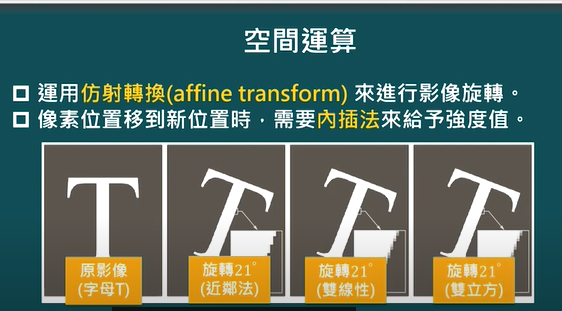 空間運算
運用仿射轉換(affine transform) 來進行影像旋轉。
像素位置移到新位置時，需要內插法來給予強度值。
T T T T
原影像 旋轉21° 旋轉21° 旋轉21°
(字母T) (近鄰法) (雙線性) (雙立方)